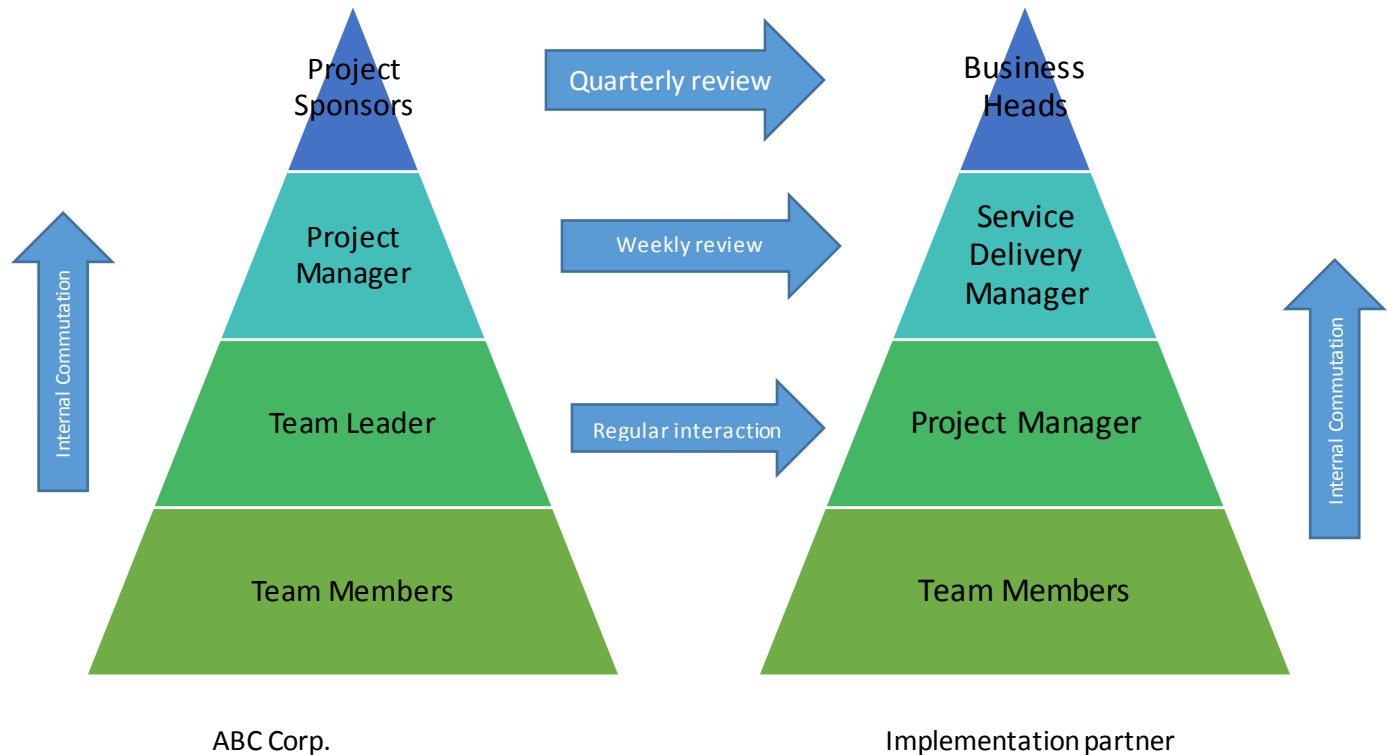 Project
Sponsors
Quarterly review
Business
Heads
Project
Manager
Weekly review
Service
Delivery
Manager
Internal Commutation
Internal Commutation
Team Leader
Regular interaction
Project Manager
Team Members
Team Members
ABC Corp.
Implementation partner